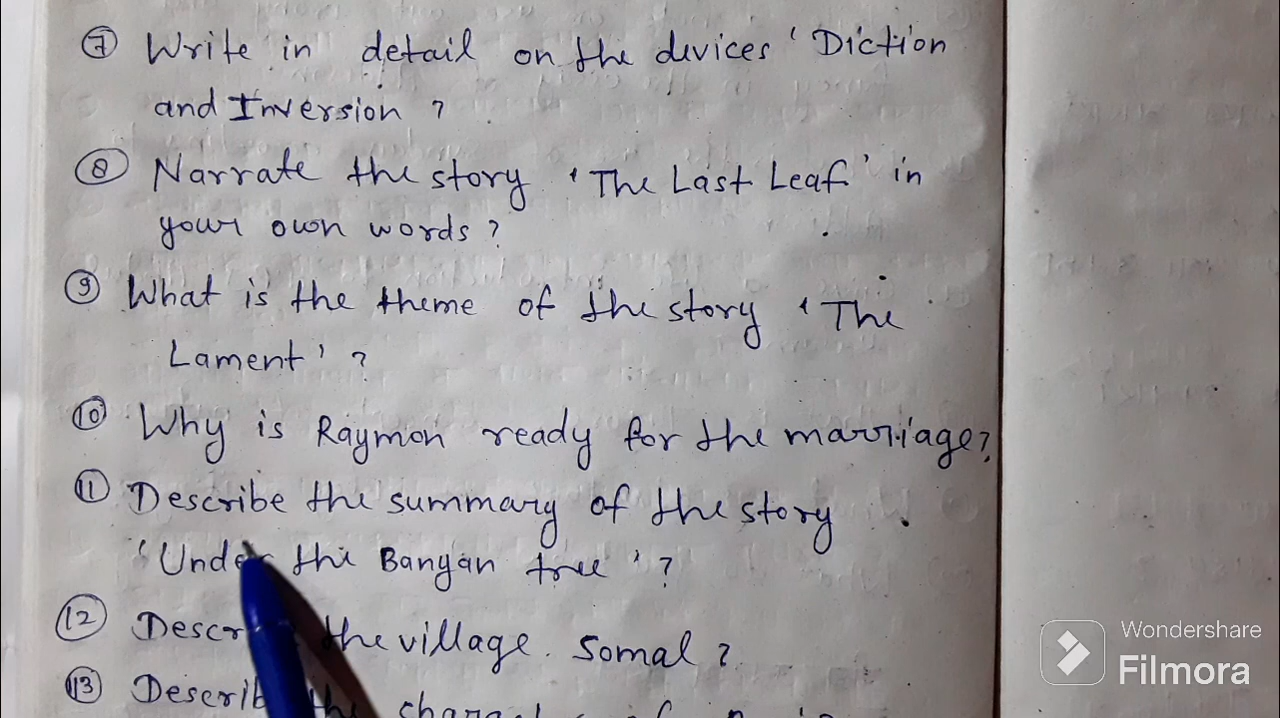 ⑦ Write in detail on the devices ' Diction
and Inversion ?
⑧ Narrate the story ' The Last Leaf ' in
your own words ?
⑨ What is the theme of the story ' The
Lament ' ?
⑩ Why is Raymon ready for the marriage?
⑪ Describe the summary of the story
' Under the Banyan tree ' ?
⑫ the village. Somal ?
⑬ the
Wondershare
Filmora